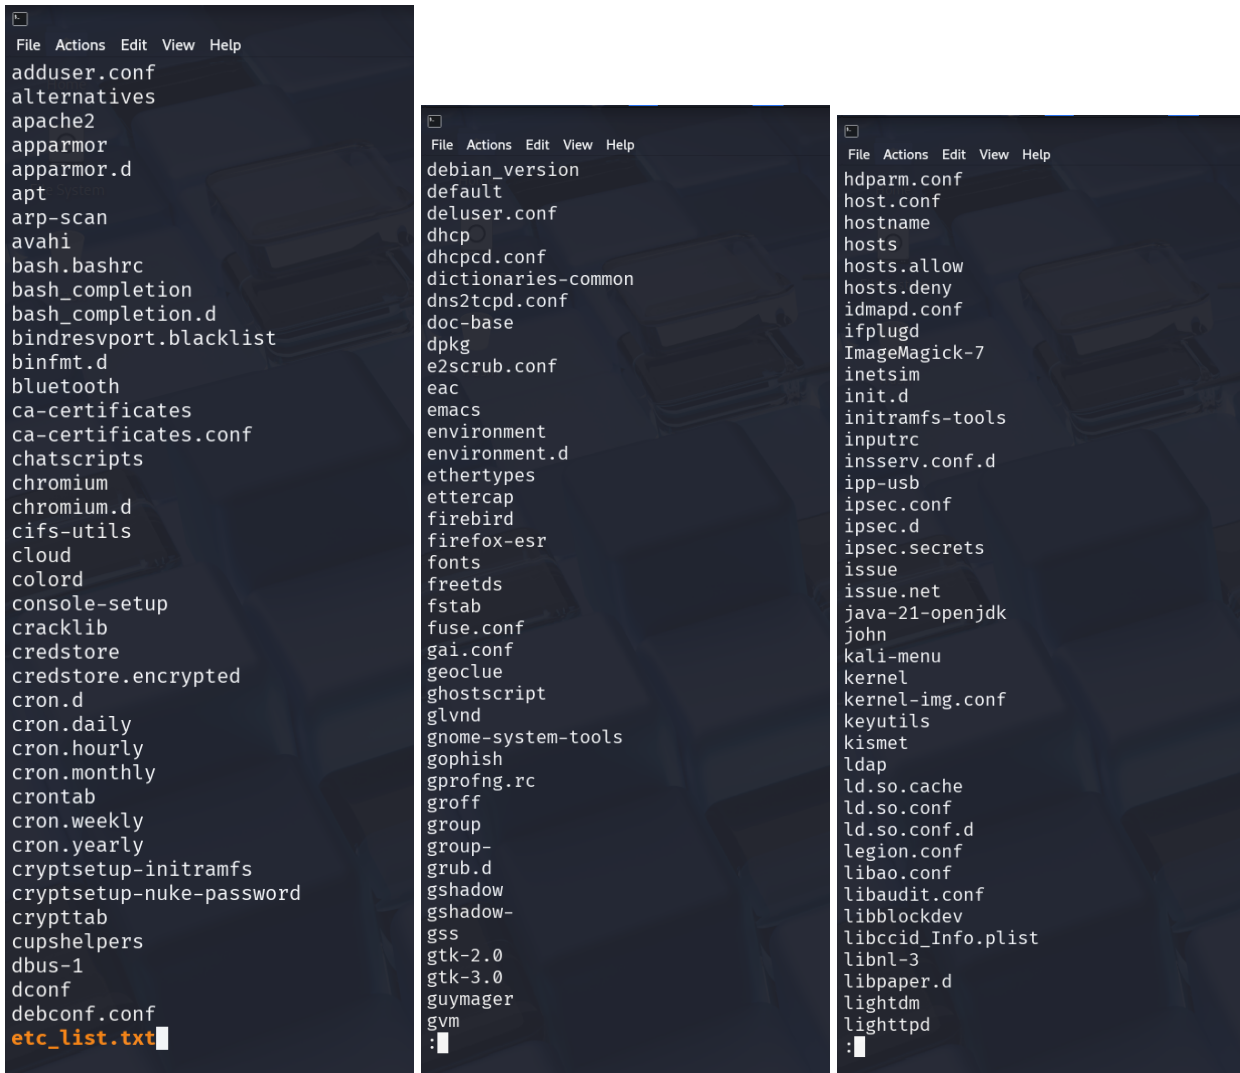 File Actions Edit View Help
adduser.conf
alternatives
apache2
apparmor
apparmor.d
apt
arp-scan
avahi
bash.bashrc
bash_completion
bash_completion.d
bindresvport.blacklist
binfmt.d
bluetooth
ca-certificates
ca-certificates.conf
chatscripts
chromium
chromium.d
cifs-utils
cloud
colord
console-setup
cracklib
credstore
credstore.encrypted
cron.d
cron.daily
cron.hourly
cron.monthly
crontab
cron.weekly
cron.yearly
cryptsetup-initramfs
cryptsetup-nuke-password
crypttab
cupshelpers
dbus-1
dconf
debconf.conf
etc_list.txt
File Actions Edit View Help
debian_version
default
deluser.conf
dhcp
dhcpcd.conf
dictionaries-common
dns2tcpd.conf
doc-base
dpkg
e2scrub.conf
eac
emacs
environment
environment.d
ethertypes
ettercap
firebird
firefox-esr
fonts
freetds
fstab
fuse.conf
gai.conf
geoclue
ghostscript
glvnd
gnome-system-tools
gophish
gprofng.rc
groff
group
group-
grub.d
gshadow
gshadow-
gss
gtk-2.0
gtk-3.0
guymager
gvm
:
File Actions Edit View Help
hdparm.conf
host.conf
hostname
hosts
hosts.allow
hosts.deny
idmapd.conf
ifplugd
ImageMagick-7
inetsim
init.d
initramfs-tools
inputrc
insserv.conf.d
ipp-usb
ipsec.conf
ipsec.d
ipsec.secrets
issue
issue.net
java-21-openjdk
john
kali-menu
kernel
kernel-img.conf
keyutils
kismet
ldap
ld.so.cache
ld.so.conf
ld.so.conf.d
legion.conf
libao.conf
libaudit.conf
libblockdev
libccid_Info.plist
libnl-3
libpaper.d
lightdm
lighttpd
: